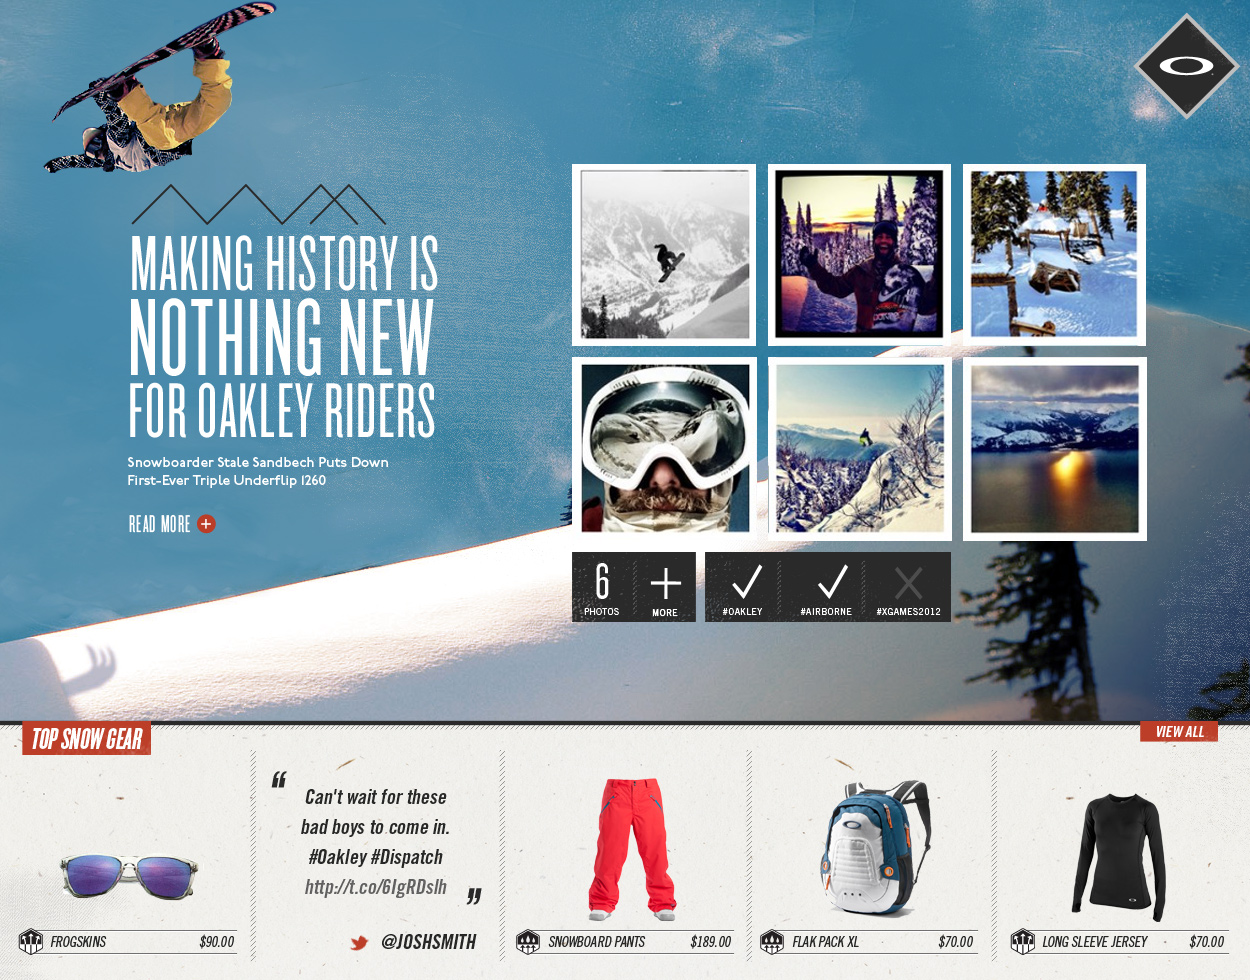 MAKING HISTORY IS
NOTHING NEW
FOR OAKLEY RIDERS
Snowboarder Stale Sandbech Puts Down
First-Ever Triple Underflip 1260
READ MORE +
6
PHOTOS
MORE
#OAKLEY
#AIRBORNE
#XGAMES2012
TOP SNOW GEAR
VIEW ALL
“
Can't wait for these
bad boys to come in.
#Oakley #Dispatch
http://t.co/6IgRDslh
”
@JOSHSMITH
FROGSKINS $90.00
SNOWBOARD PANTS $189.00
FLAK PACK XL $70.00
LONG SLEEVE JERSEY $70.00